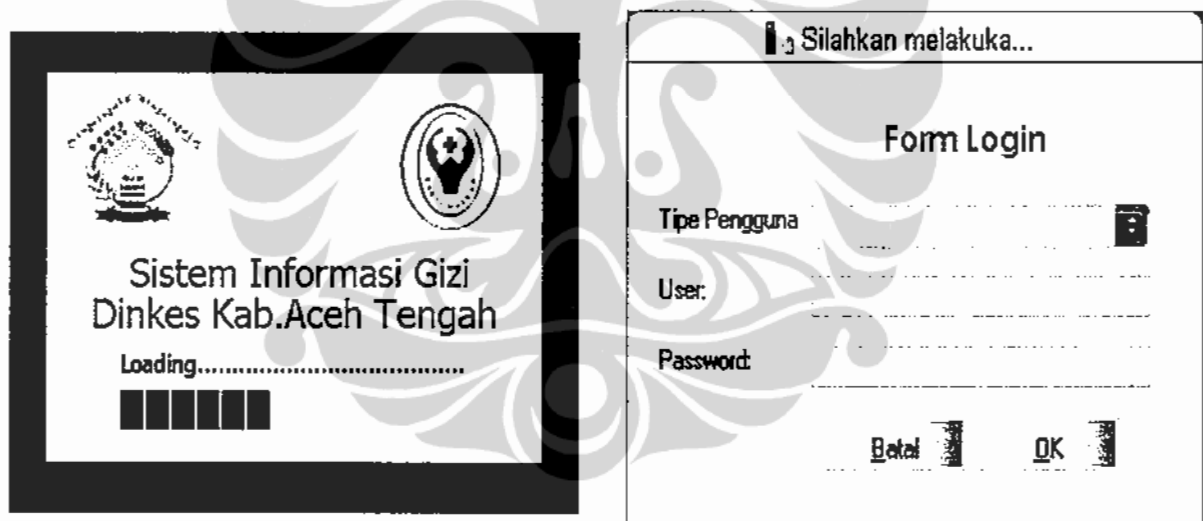 Sistem Informasi Gizi
Dinkes Kab.Aceh Tengah
Loading.......................................
Silahkan melakuka...
Form Login
Tipe Pengguna
User:
Password:
Batal
OK